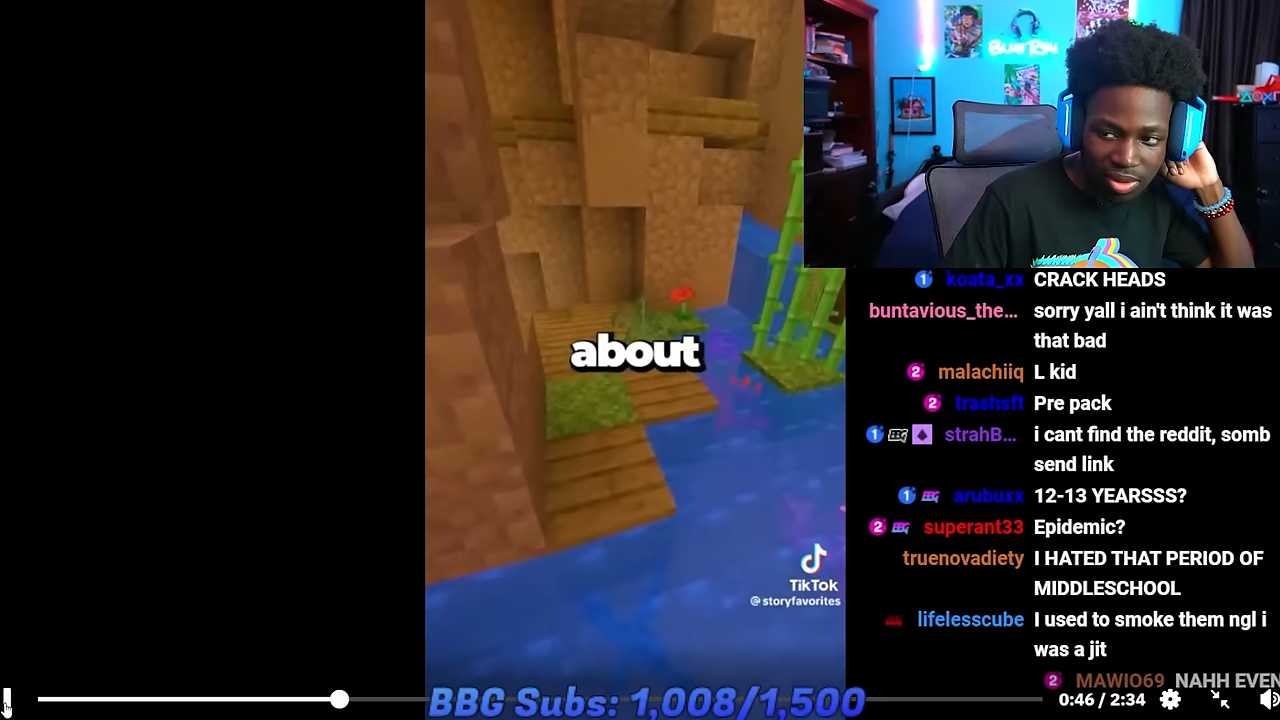 koata_xx CRACK HEADS
buntavious_the... sorry yall i ain't think it was
that bad
about
malachiiq L kid
trashsft Pre pack
strahB... i cant find the reddit, somb
send link
arubuxx 12-13 YEARSSS?
superant33 Epidemic?
truenovadiety I HATED THAT PERIOD OF
MIDDLESCHOOL
TikTok
@storyfavorites
lifelesscube I used to smoke them ngl i
was a jit
MAWIO69 NAHH EVEN
BBG Subs: 1,008/1,500
0:46 / 2:34